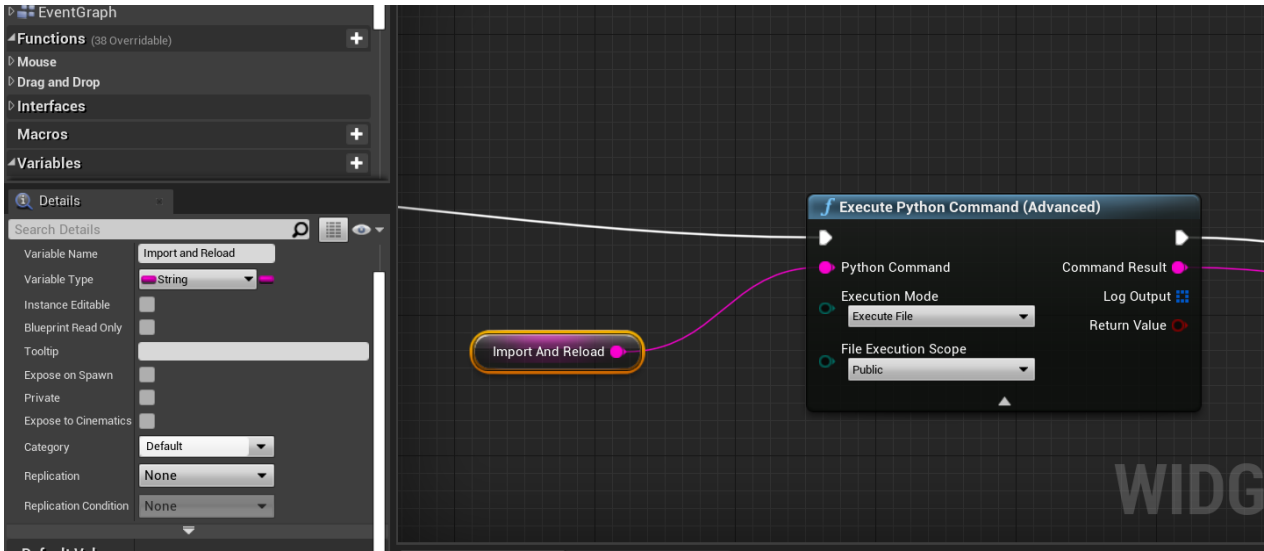 EventGraph
Functions (38 Overridable)
Mouse
Drag and Drop
Interfaces
Macros
Variables
Details
Search Details
Variable Name Import and Reload
Variable Type String
Instance Editable
Blueprint Read Only
Tooltip
Expose on Spawn
Private
Expose to Cinematics
Category Default
Replication None
Replication Condition None
Import And Reload
Execute Python Command (Advanced)
Python Command Command Result
Execution Mode Log Output
Execute File
Return Value
File Execution Scope
Public
WIDG